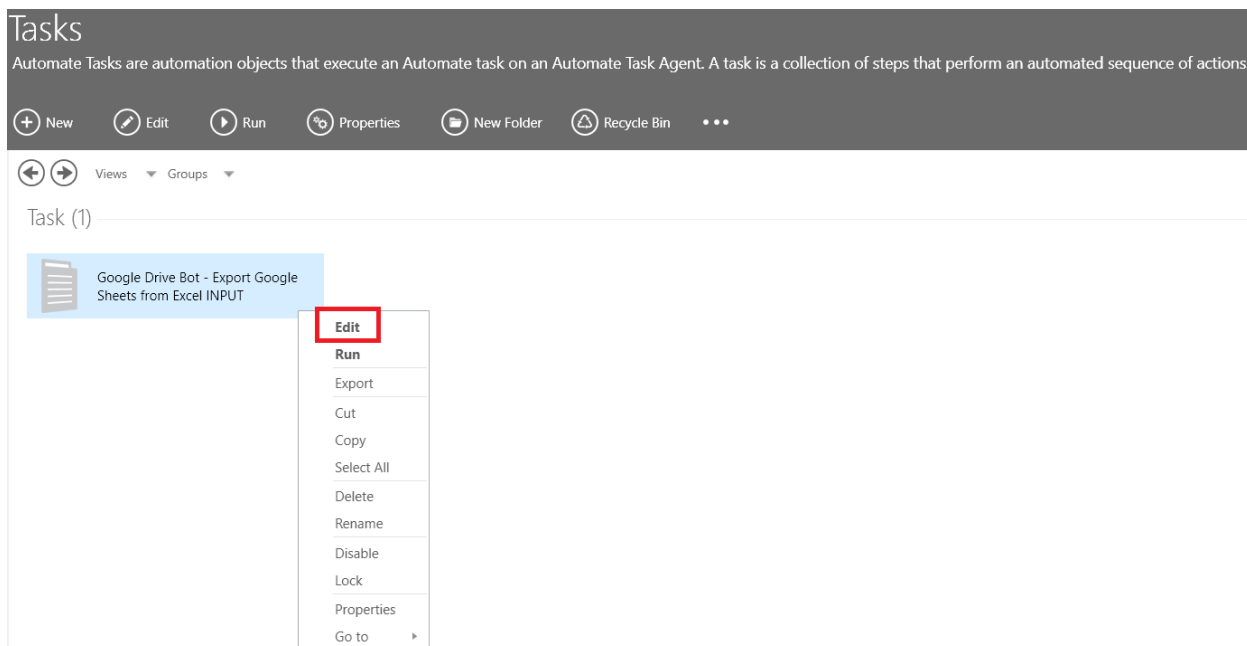 Tasks
Automate Tasks are automation objects that execute an Automate task on an Automate Task Agent. A task is a collection of steps that perform an automated sequence of actions
New Edit Run Properties New Folder Recycle Bin •••
Views Groups
Task (1)
Google Drive Bot - Export Google
Sheets from Excel INPUT
Edit
Run
Export
Cut
Copy
Select All
Delete
Rename
Disable
Lock
Properties
Go to